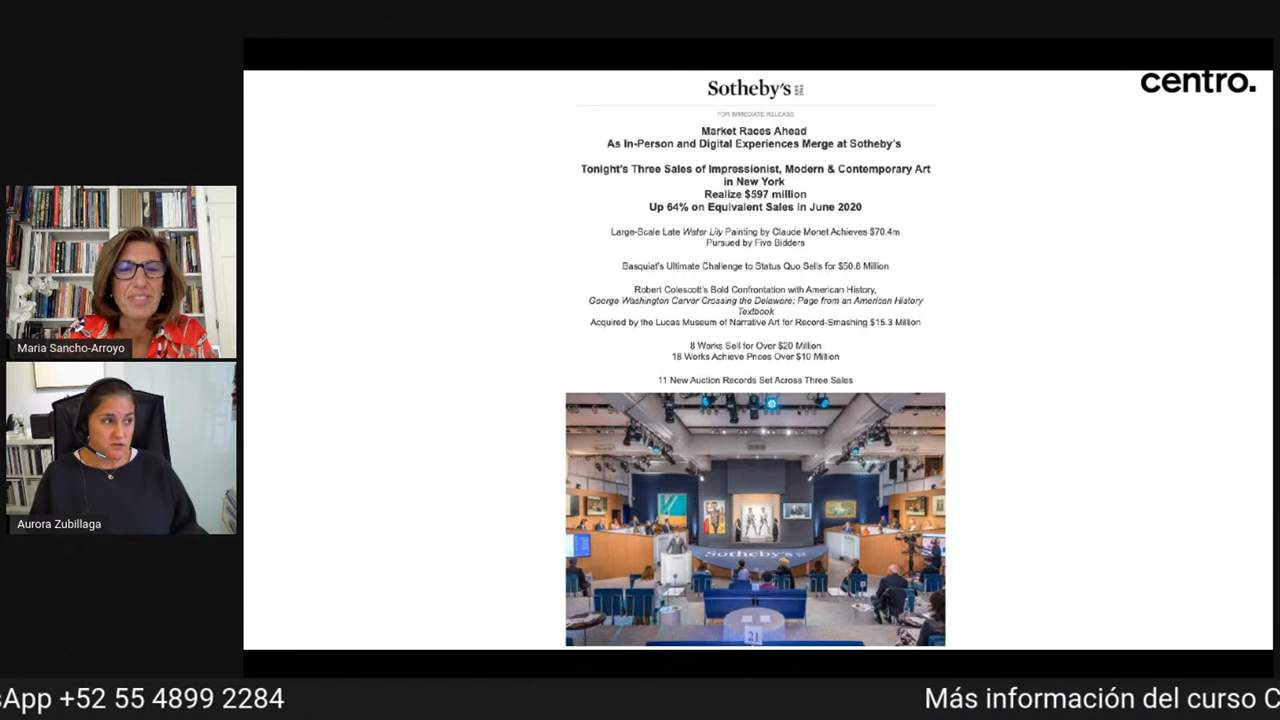 Sotheby's EST. 1744
centro.
FOR IMMEDIATE RELEASE
Market Races Ahead
As In-Person and Digital Experiences Merge at Sotheby's
Tonight's Three Sales of Impressionist, Modern & Contemporary Art
in New York
Realize $597 million
Up 64% on Equivalent Sales in June 2020
Large-Scale Late Water Lily Painting by Claude Monet Achieves $70.4m
Pursued by Five Bidders
Basquiat's Ultimate Challenge to Status Quo Sells for $50.8 Million
Robert Colescott's Bold Confrontation with American History,
George Washington Carver Crossing the Delaware: Page from an American History
Textbook
Acquired by the Lucas Museum of Narrative Art for Record-Smashing $15.3 Million
8 Works Sell for Over $20 Million
18 Works Achieve Prices Over $10 Million
11 New Auction Records Set Across Three Sales
Sotheby's
21
Maria Sancho-Arroyo
Aurora Zubillaga
sApp +52 55 4899 2284
Más información del curso C